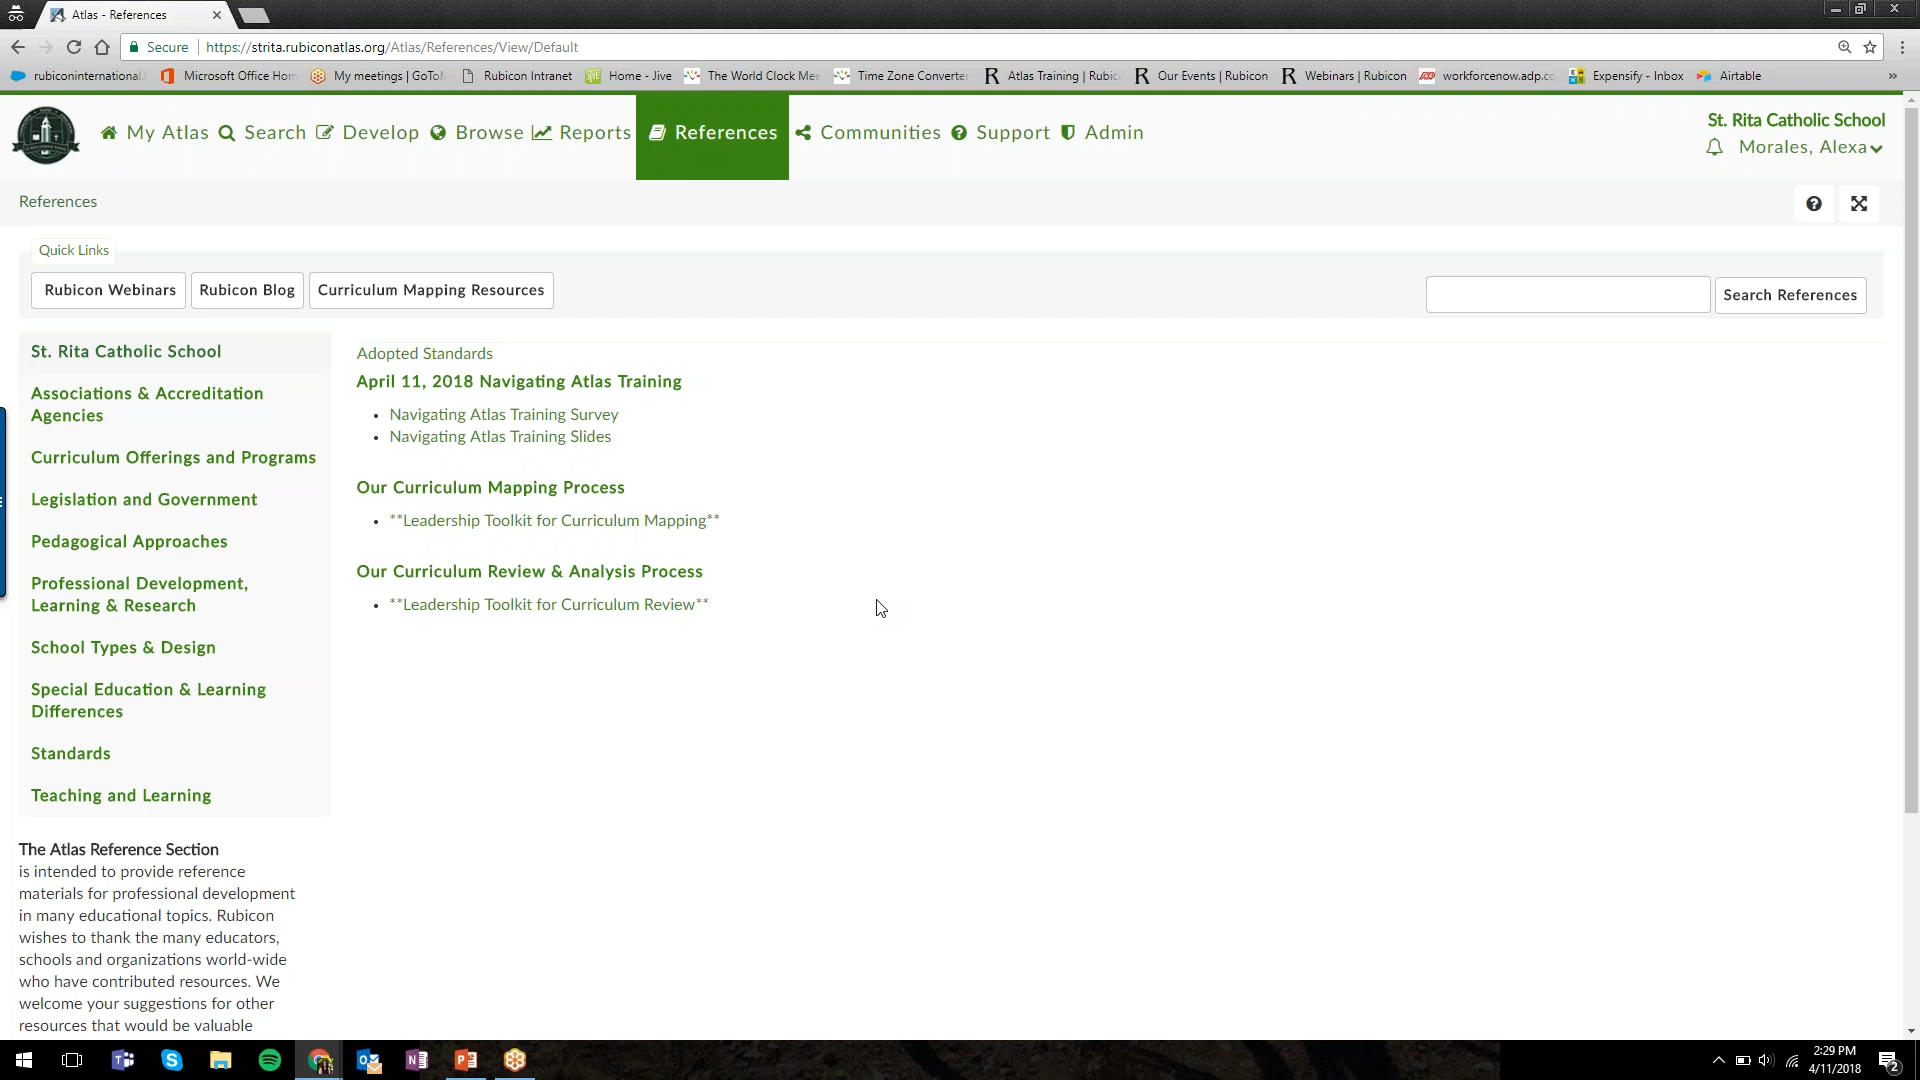 Atlas - References
Secure https://strita.rubiconatlas.org/Atlas/References/View/Default
rubiconinternational. Microsoft Office Hom My meetings | GoTo Rubicon Intranet Home - Jive The World Clock Mee Time Zone Converter Atlas Training | Rubic Our Events | Rubicon Webinars | Rubicon workforcenow.adp.co Expensify - Inbox Airtable
My Atlas Search Develop Browse Reports References Communities Support Admin
St. Rita Catholic School
Morales, Alexa
References
Quick Links
Rubicon Webinars Rubicon Blog Curriculum Mapping Resources Search References
St. Rita Catholic School
Associations & Accreditation
Agencies
Curriculum Offerings and Programs
Legislation and Government
Pedagogical Approaches
Professional Development,
Learning & Research
School Types & Design
Special Education & Learning
Differences
Standards
Teaching and Learning
The Atlas Reference Section
is intended to provide reference
materials for professional development
in many educational topics. Rubicon
wishes to thank the many educators,
schools and organizations world-wide
who have contributed resources. We
welcome your suggestions for other
resources that would be valuable
Adopted Standards
April 11, 2018 Navigating Atlas Training
Navigating Atlas Training Survey
Navigating Atlas Training Slides
Our Curriculum Mapping Process
**Leadership Toolkit for Curriculum Mapping**
Our Curriculum Review & Analysis Process
**Leadership Toolkit for Curriculum Review**
2:29 PM
4/11/2018
2